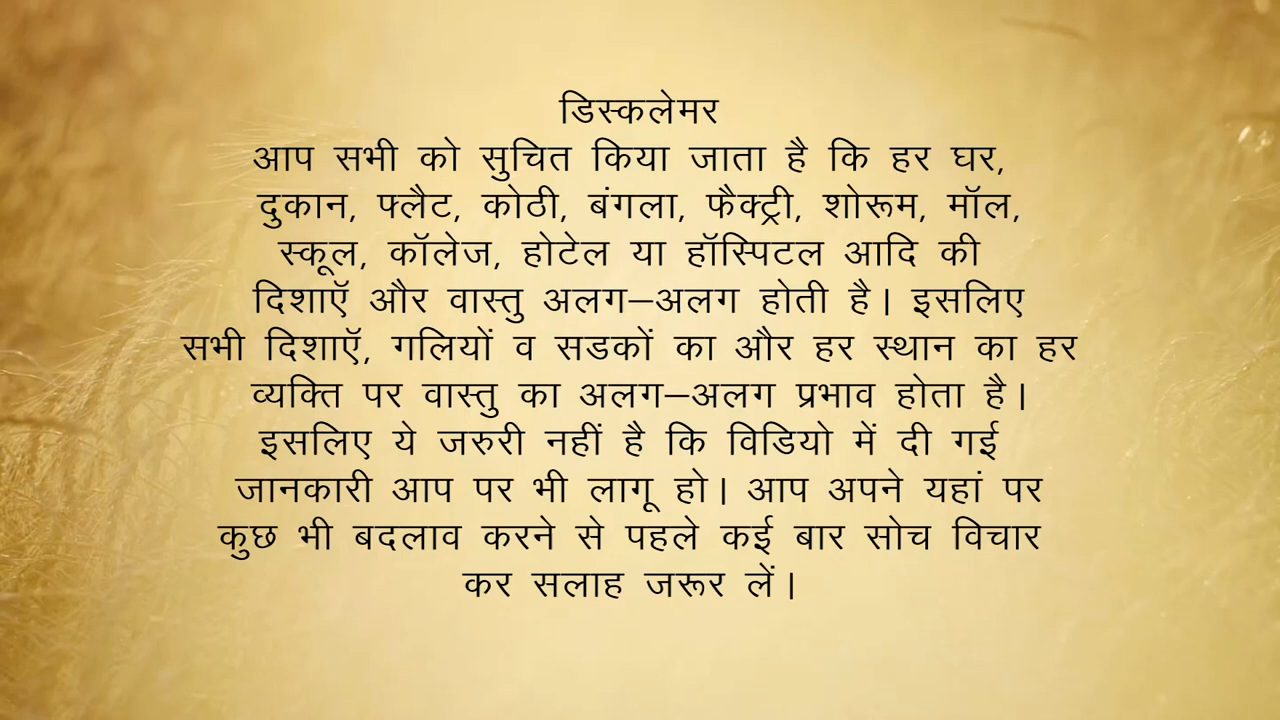 डिस्कलेमर
आप सभी को सुचित किया जाता है कि हर घर,
दुकान, फ्लैट, कोठी, बंगला, फैक्ट्री, शोरूम, मॉल,
स्कूल, कॉलेज, होटेल या हॉस्पिटल आदि की
दिशाऍ और वास्तु अलग–अलग होती है। इसलिए
सभी दिशाऍ, गलियों व सडकों का और हर स्थान का हर
व्यक्ति पर वास्तु का अलग–अलग प्रभाव होता है।
इसलिए ये जरुरी नहीं है कि विडियो में दी गई
जानकारी आप पर भी लागू हो। आप अपने यहां पर
कुछ भी बदलाव करने से पहले कई बार सोच विचार
कर सलाह जरूर लें।